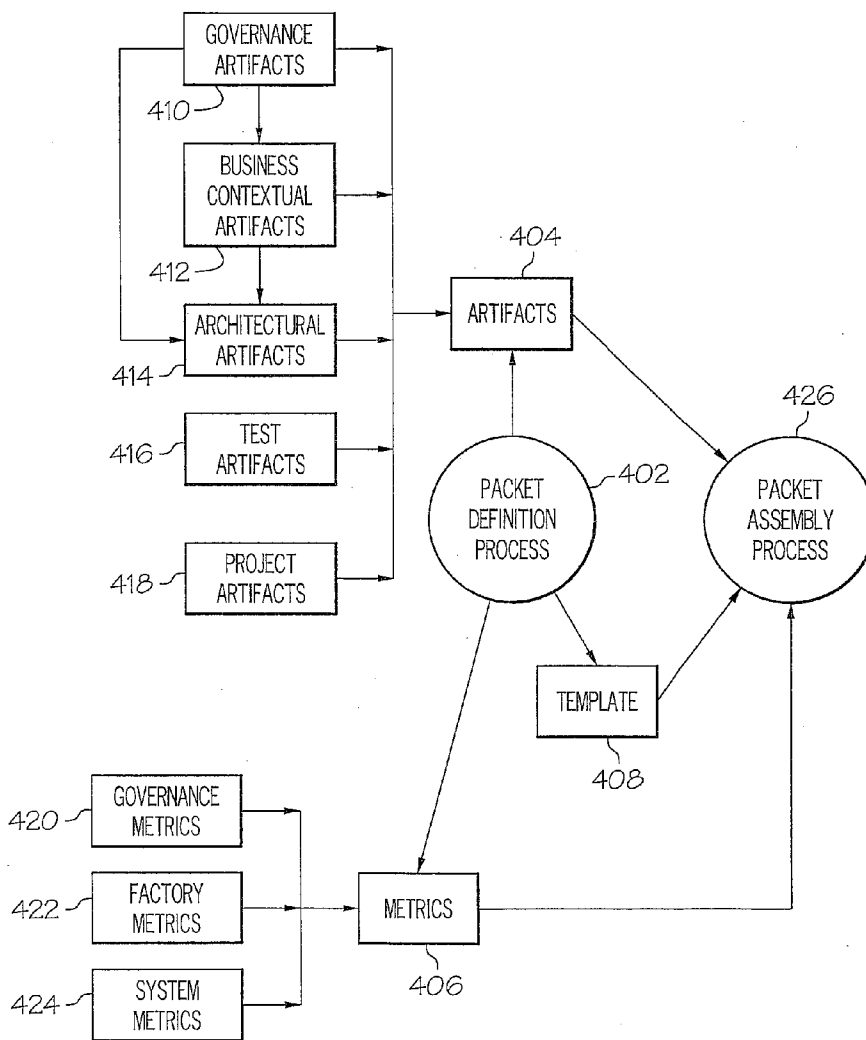 GOVERNANCE
ARTIFACTS
410
BUSINESS
CONTEXTUAL
ARTIFACTS
412
ARCHITECTURAL
ARTIFACTS
414
TEST
ARTIFACTS
416
PROJECT
ARTIFACTS
418
404
ARTIFACTS
PACKET
DEFINITION
PROCESS
402
426
PACKET
ASSEMBLY
PROCESS
TEMPLATE
408
GOVERNANCE
METRICS
420
FACTORY
METRICS
422
SYSTEM
METRICS
424
METRICS
406